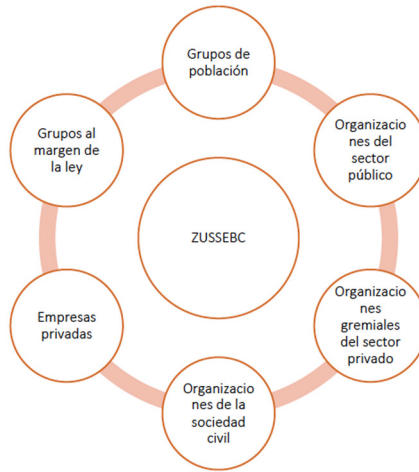 Grupos de
población
Organizacio
nes del
sector
público
Organizacio
nes
gremiales
del sector
privado
Organizacio
nes de la
sociedad
civil
Empresas
privadas
Grupos al
margen de
la ley
ZUSSEBC